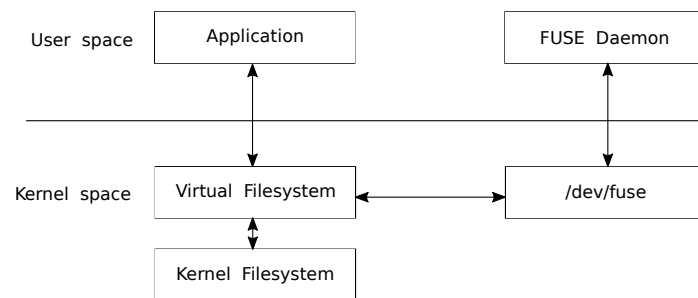 User space
Application
FUSE Daemon
Kernel space
Virtual Filesystem
/dev/fuse
Kernel Filesystem